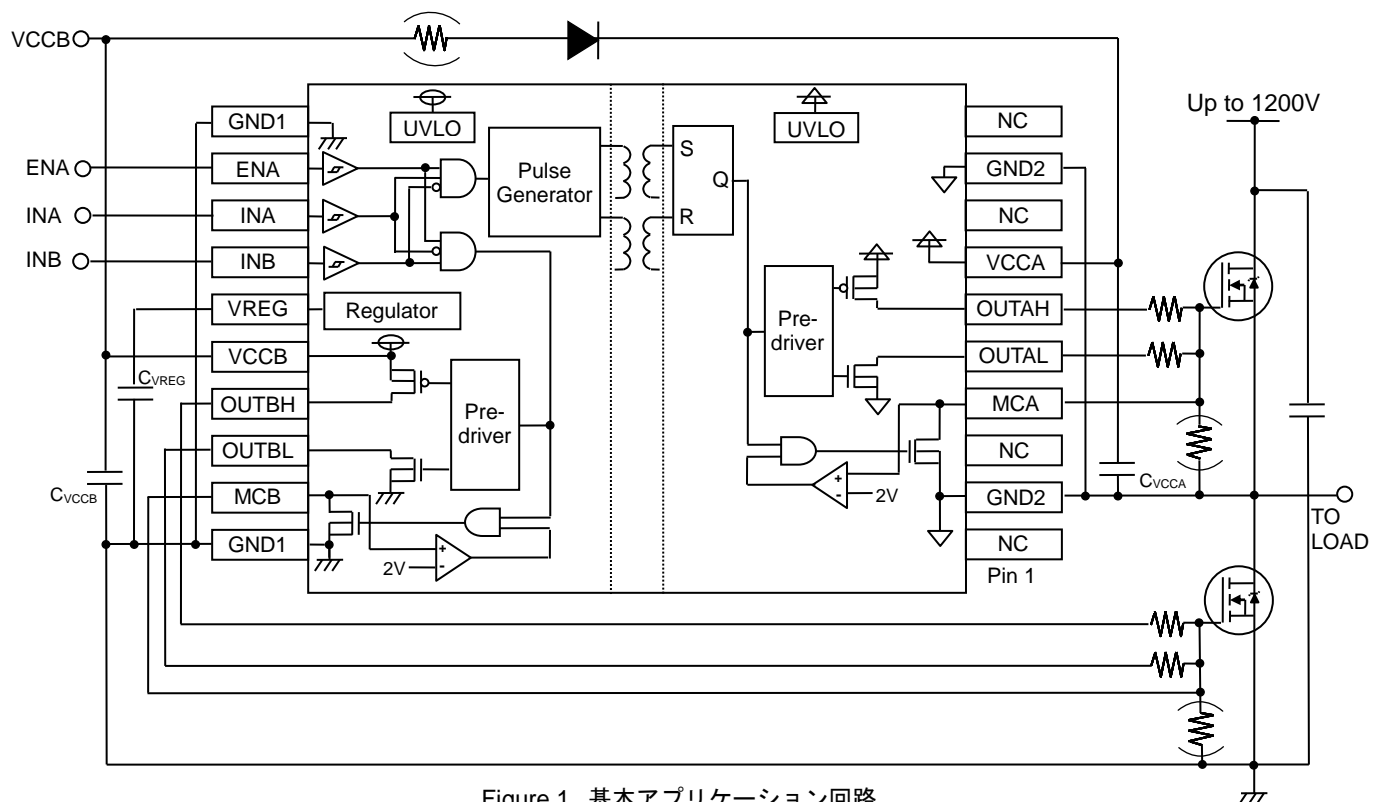 VCCB
Up to 1200V
UVLO
UVLO
GND1
NC
ENA
ENA
Pulse
Generator
S
Q
R
GND2
INA
INA
NC
INB
INB
VCCA
VREG
Regulator
Pre-
driver
OUTAH
VCCB
OUTAL
CVREG
OUTBH
Pre-
driver
MCA
OUTBL
NC
CVCCB
MCB
+
-
2V
GND2
CVCCA
TO
LOAD
GND1
+
-
2V
NC
Pin 1
Figure 1. 基本アプリケーション回路